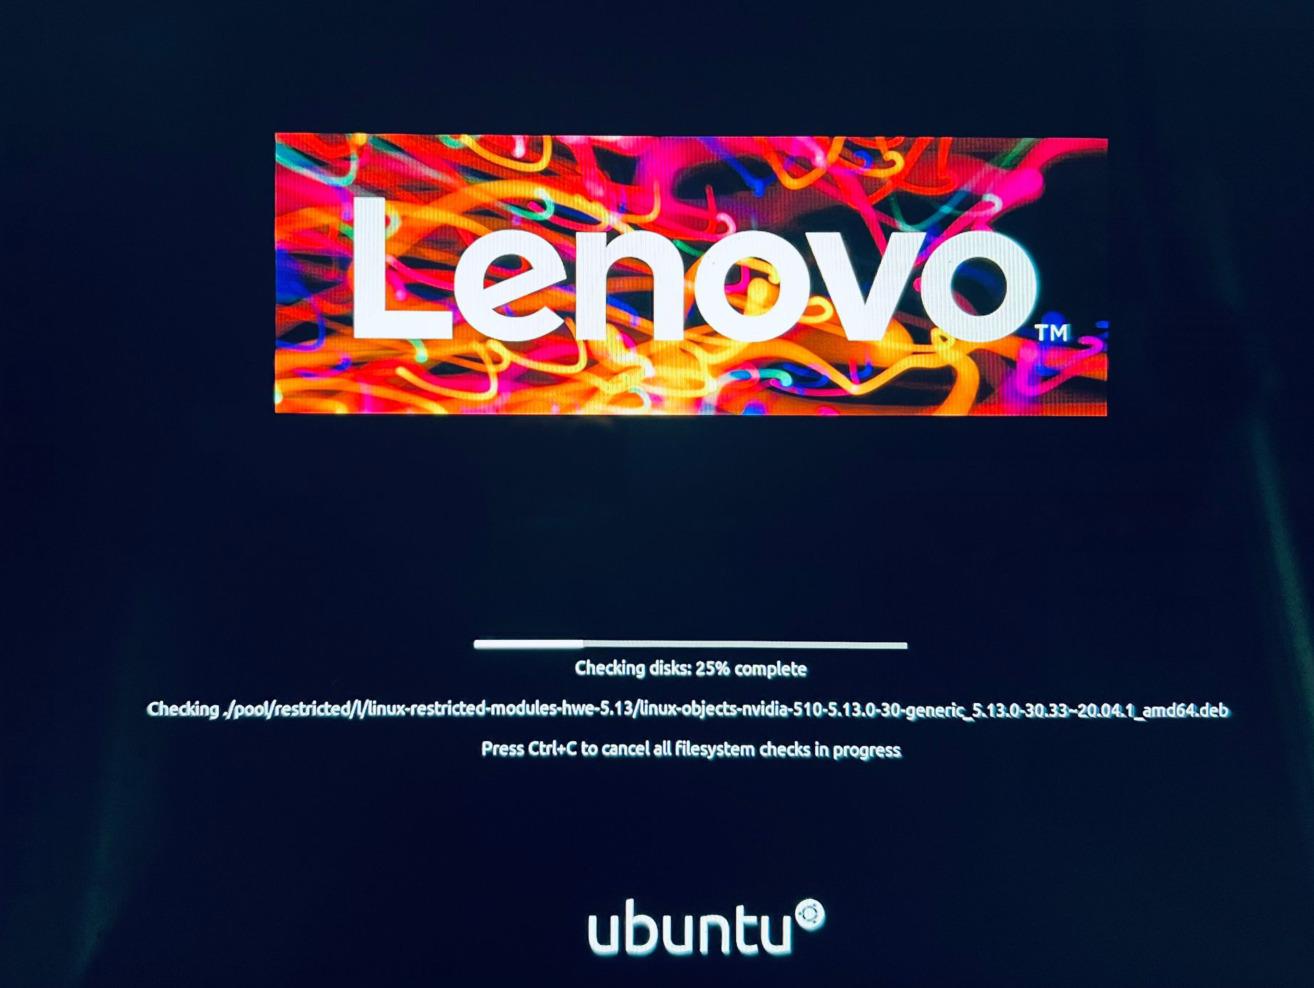 Lenovo™
Checking disks: 25% complete
Checking ./pool/restricted/l/linux-restricted-modules-hwe-5.13/linux-objects-nvidia-510-5.13.0-30-generic_5.13.0-30.33~20.04.1_amd64.deb
Press Ctrl+C to cancel all filesystem checks in progress
ubuntu